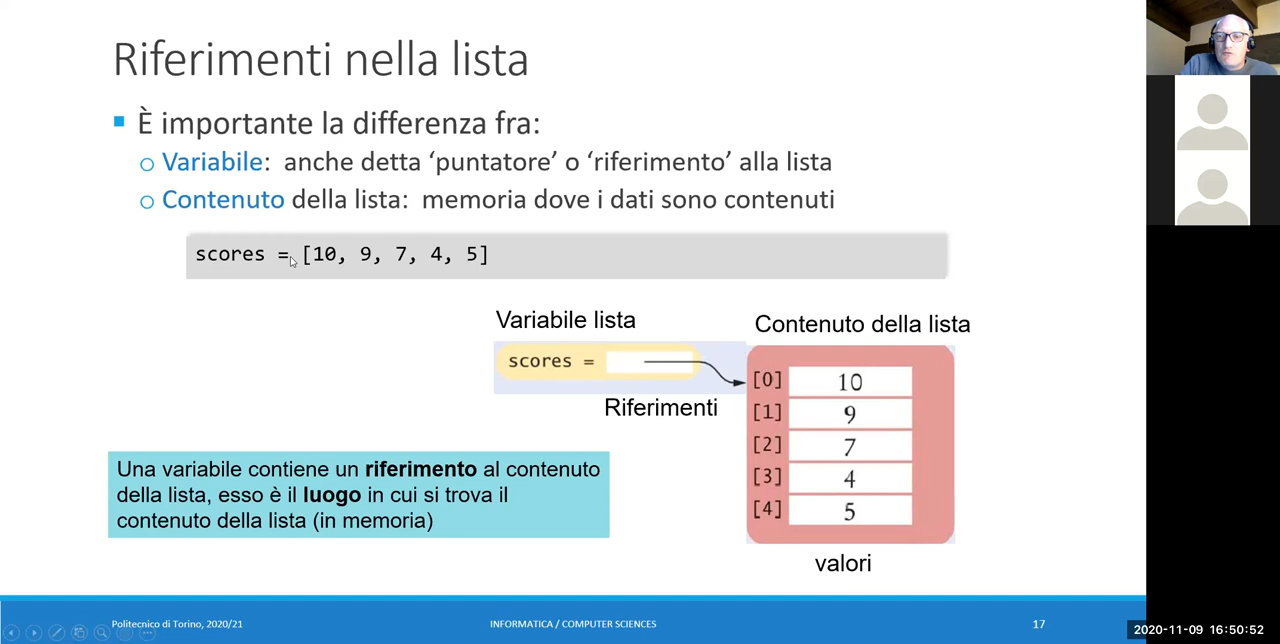 Riferimenti nella lista
È importante la differenza fra:
Variabile: anche detta ‘puntatore’ o ‘riferimento’ alla lista
Contenuto della lista: memoria dove i dati sono contenuti
scores = [10, 9, 7, 4, 5]
Variabile lista
scores =
Riferimenti
Contenuto della lista
[0] 10
[1] 9
[2] 7
[3] 4
[4] 5
valori
Una variabile contiene un riferimento al contenuto
della lista, esso è il luogo in cui si trova il
contenuto della lista (in memoria)
Politecnico di Torino, 2020/21
INFORMATICA / COMPUTER SCIENCES
17
2020-11-09 16:50:52